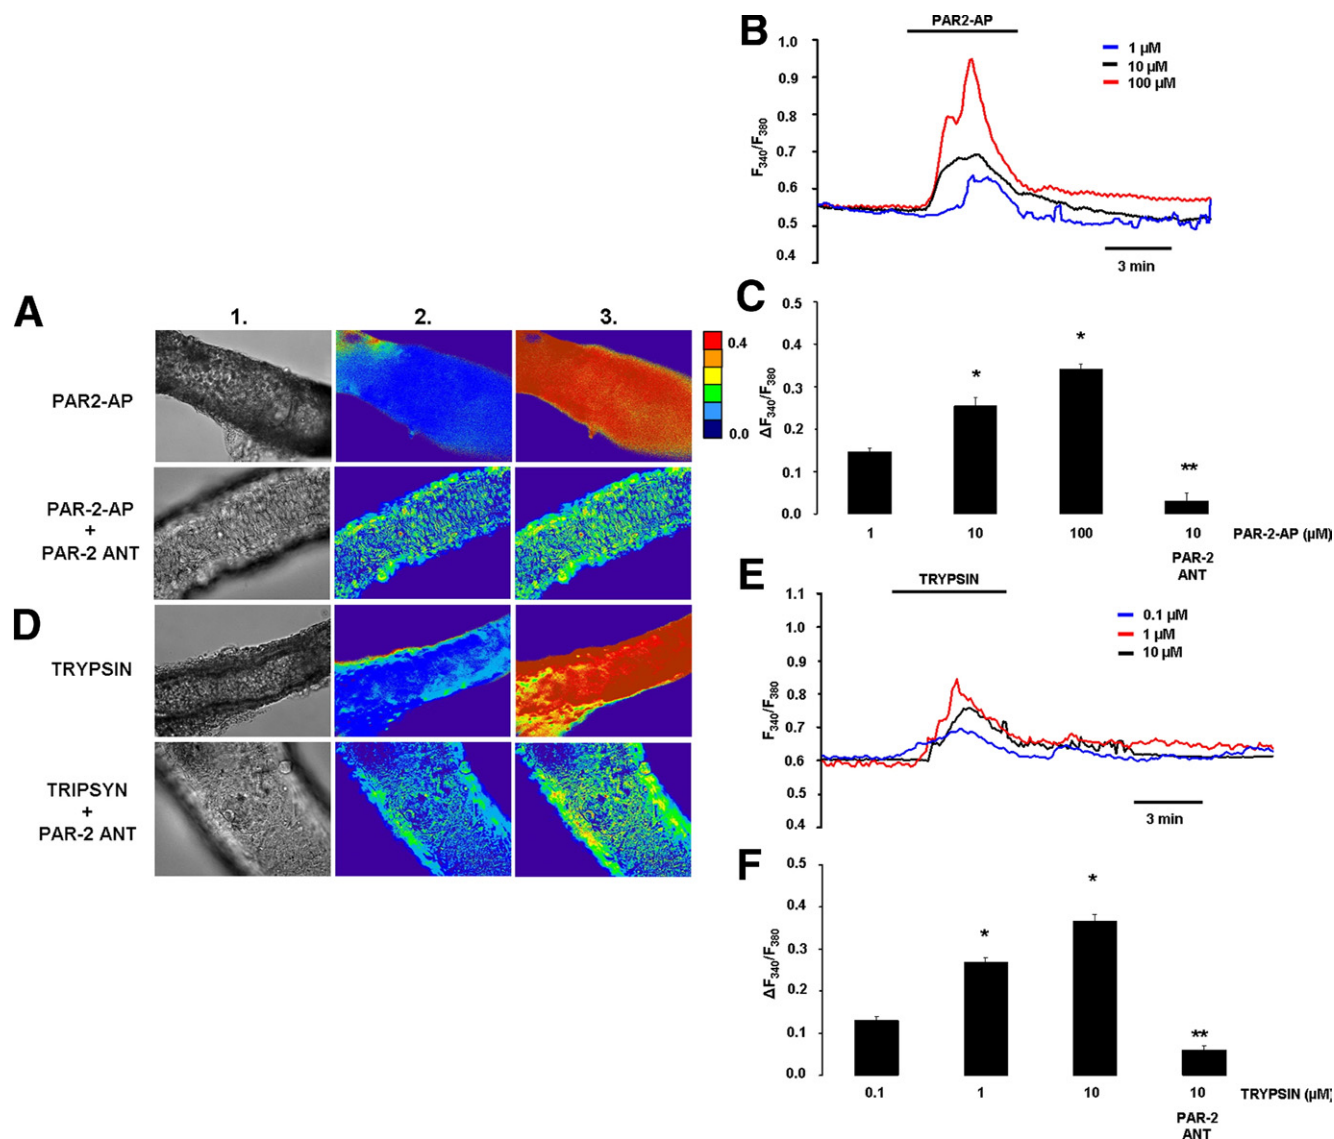 B
PAR2-AP
1.0
0.9
0.8
0.7
0.6
0.5
0.4
F340/F380
1 µM
10 µM
100 µM
3 min
A
1.
2.
3.
PAR2-AP
0.4
0.0
PAR-2-AP
+
PAR-2 ANT
C
0.5
0.4
0.3
0.2
0.1
0.0
ΔF340/F380
*
*
**
1
10
100
10
PAR-2-AP (µM)
PAR-2
ANT
D
TRYPSIN
TRIPSYN
+
PAR-2 ANT
E
TRYPSIN
1.1
1.0
0.9
0.8
0.7
0.6
0.5
0.4
F340/F380
0.1 µM
1 µM
10 µM
3 min
F
0.5
0.4
0.3
0.2
0.1
0.0
ΔF340/F380
*
*
**
0.1
1
10
10
TRYPSIN (µM)
PAR-2
ANT